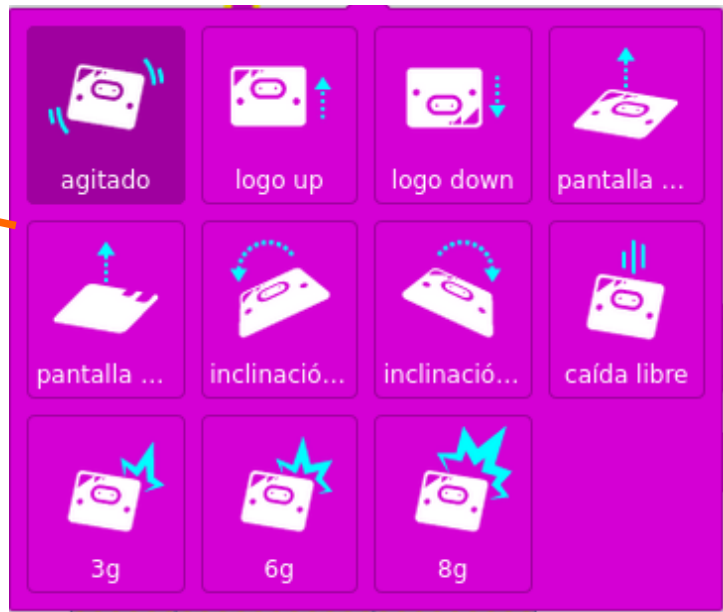 agitado
logo up
logo down
pantalla ...
pantalla ...
inclinació...
inclinació...
caída libre
3g
6g
8g